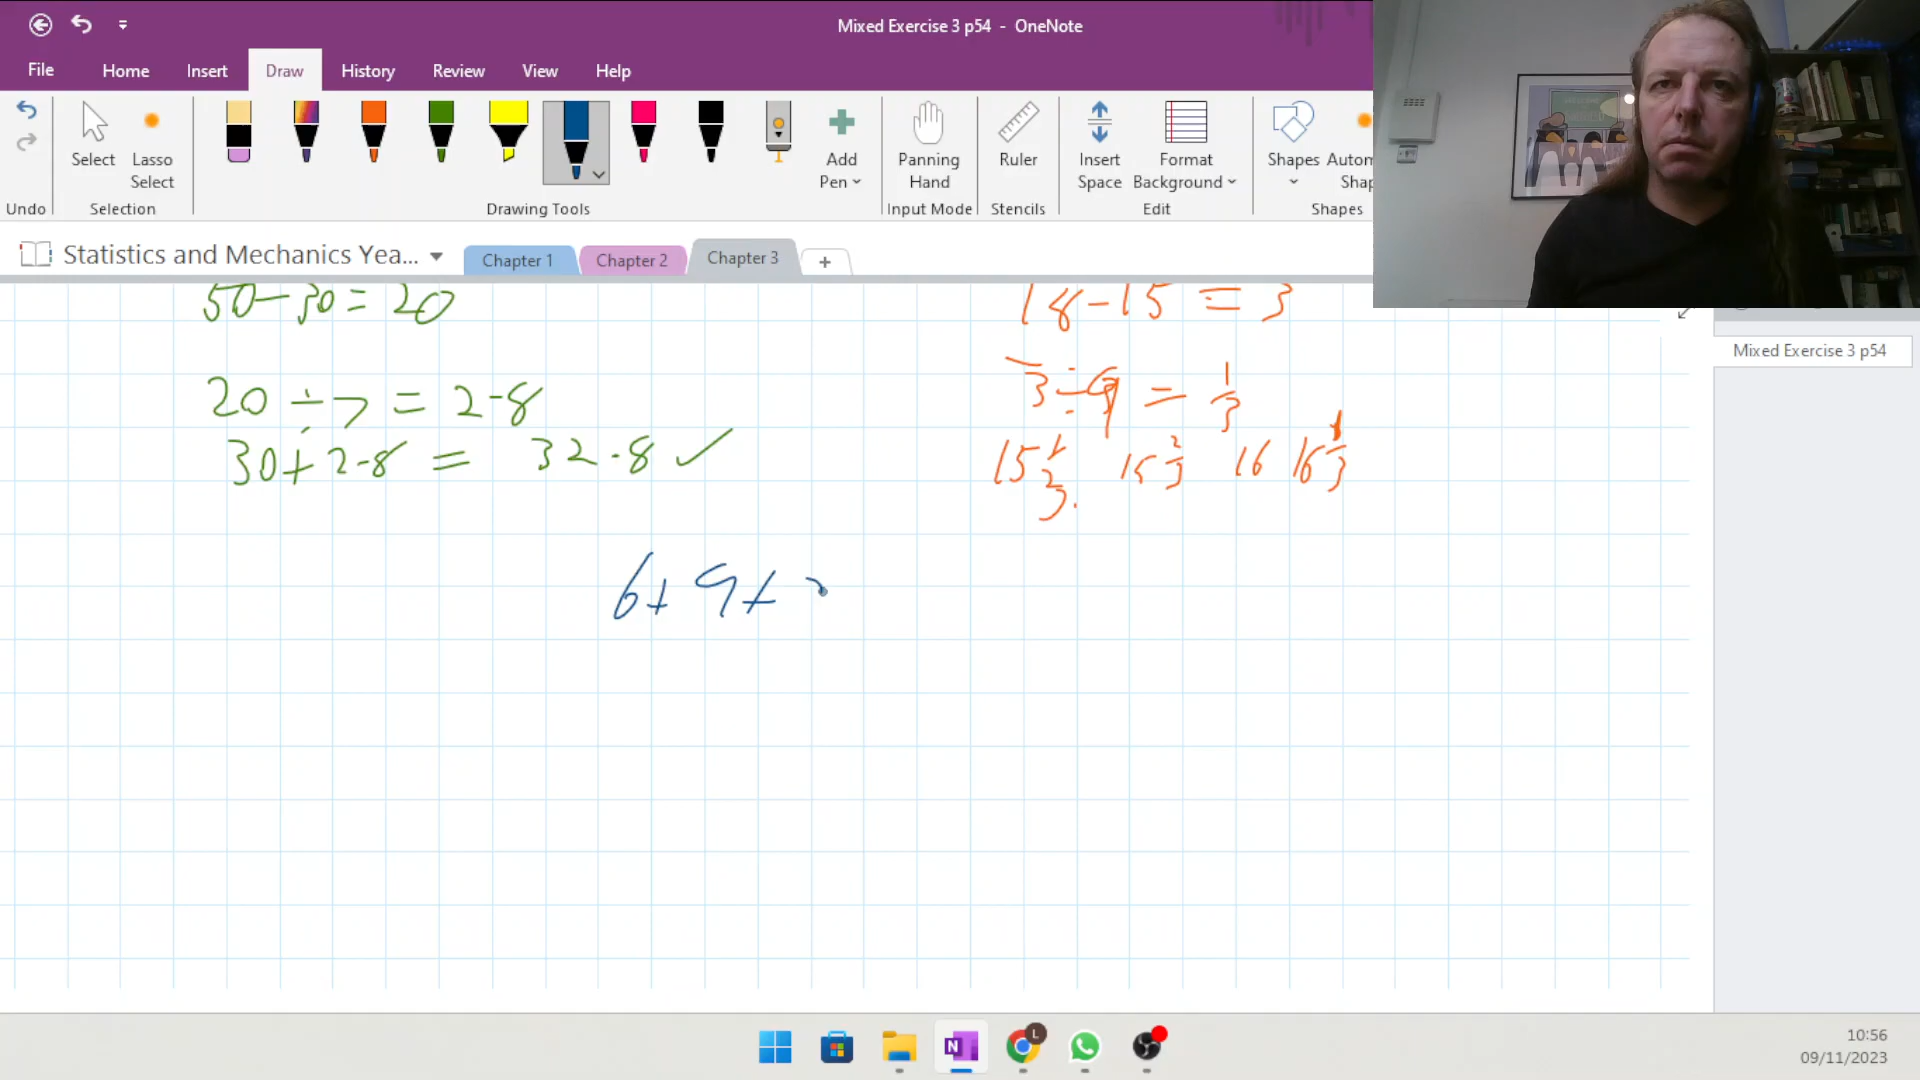 Mixed Exercise 3 p54 - OneNote
File Home Insert Draw History Review View Help
Select Lasso Select
Add Pen
Panning Hand
Ruler
Insert Space
Format Background
Shapes
Undo Selection Drawing Tools Input Mode Stencils Edit Shapes
Statistics and Mechanics Yea... Chapter 1 Chapter 2 Chapter 3 +
Mixed Exercise 3 p54
50-30=20
20÷7=2-8
30+2-8=32.8✓
18-15=3
3÷9=1/3
15 2/3 16 16 1/3
6+9+
N
L
10:56
09/11/2023